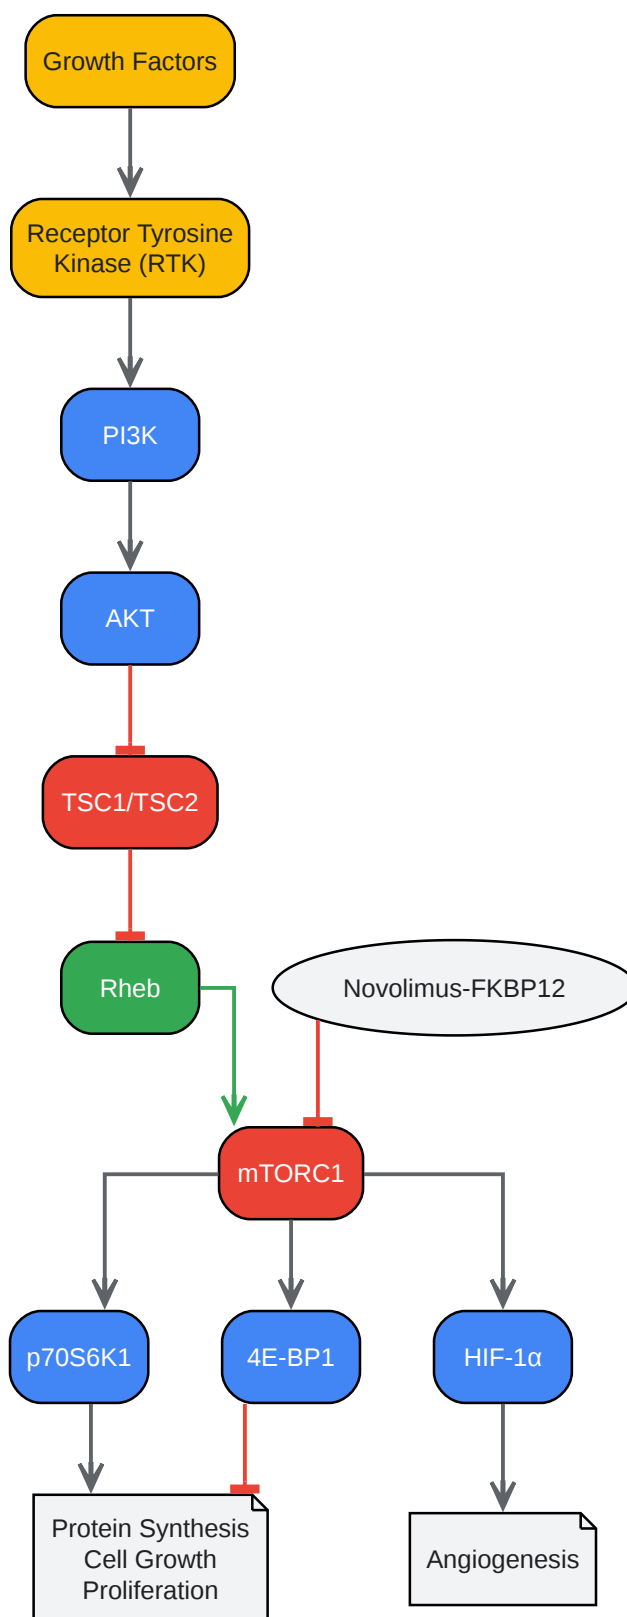 Growth Factors
Receptor Tyrosine
Kinase (RTK)
PI3K
AKT
TSC1/TSC2
Rheb
Novolimus-FKBP12
mTORC1
p70S6K1
4E-BP1
HIF-1α
Protein Synthesis
Cell Growth
Proliferation
Angiogenesis